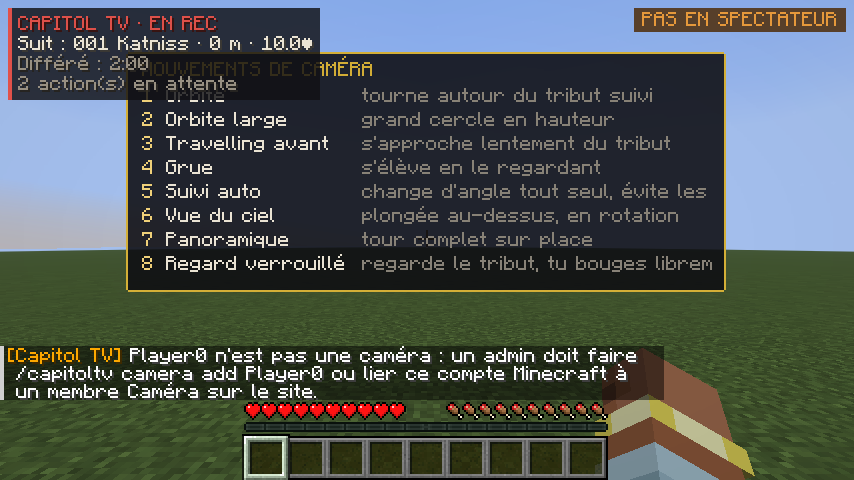 CAPITOL TV · EN REC
Suit : 001 Katniss · 0 m · 10.0♥
Différé : 2:00
2 action(s) en attente
PAS EN SPECTATEUR
MOUVEMENTS DE CAMÉRA
1 Orbite tourne autour du tribut suivi
2 Orbite large grand cercle en hauteur
3 Travelling avant s'approche lentement du tribut
4 Grue s'élève en le regardant
5 Suivi auto change d'angle tout seul, évite les
6 Vue du ciel plongée au-dessus, en rotation
7 Panoramique tour complet sur place
8 Regard verrouillé regarde le tribut, tu bouges librem
[Capitol TV] Player0 n'est pas une caméra : un admin doit faire
/capitoltv camera add Player0 ou lier ce compte Minecraft à
un membre Caméra sur le site.